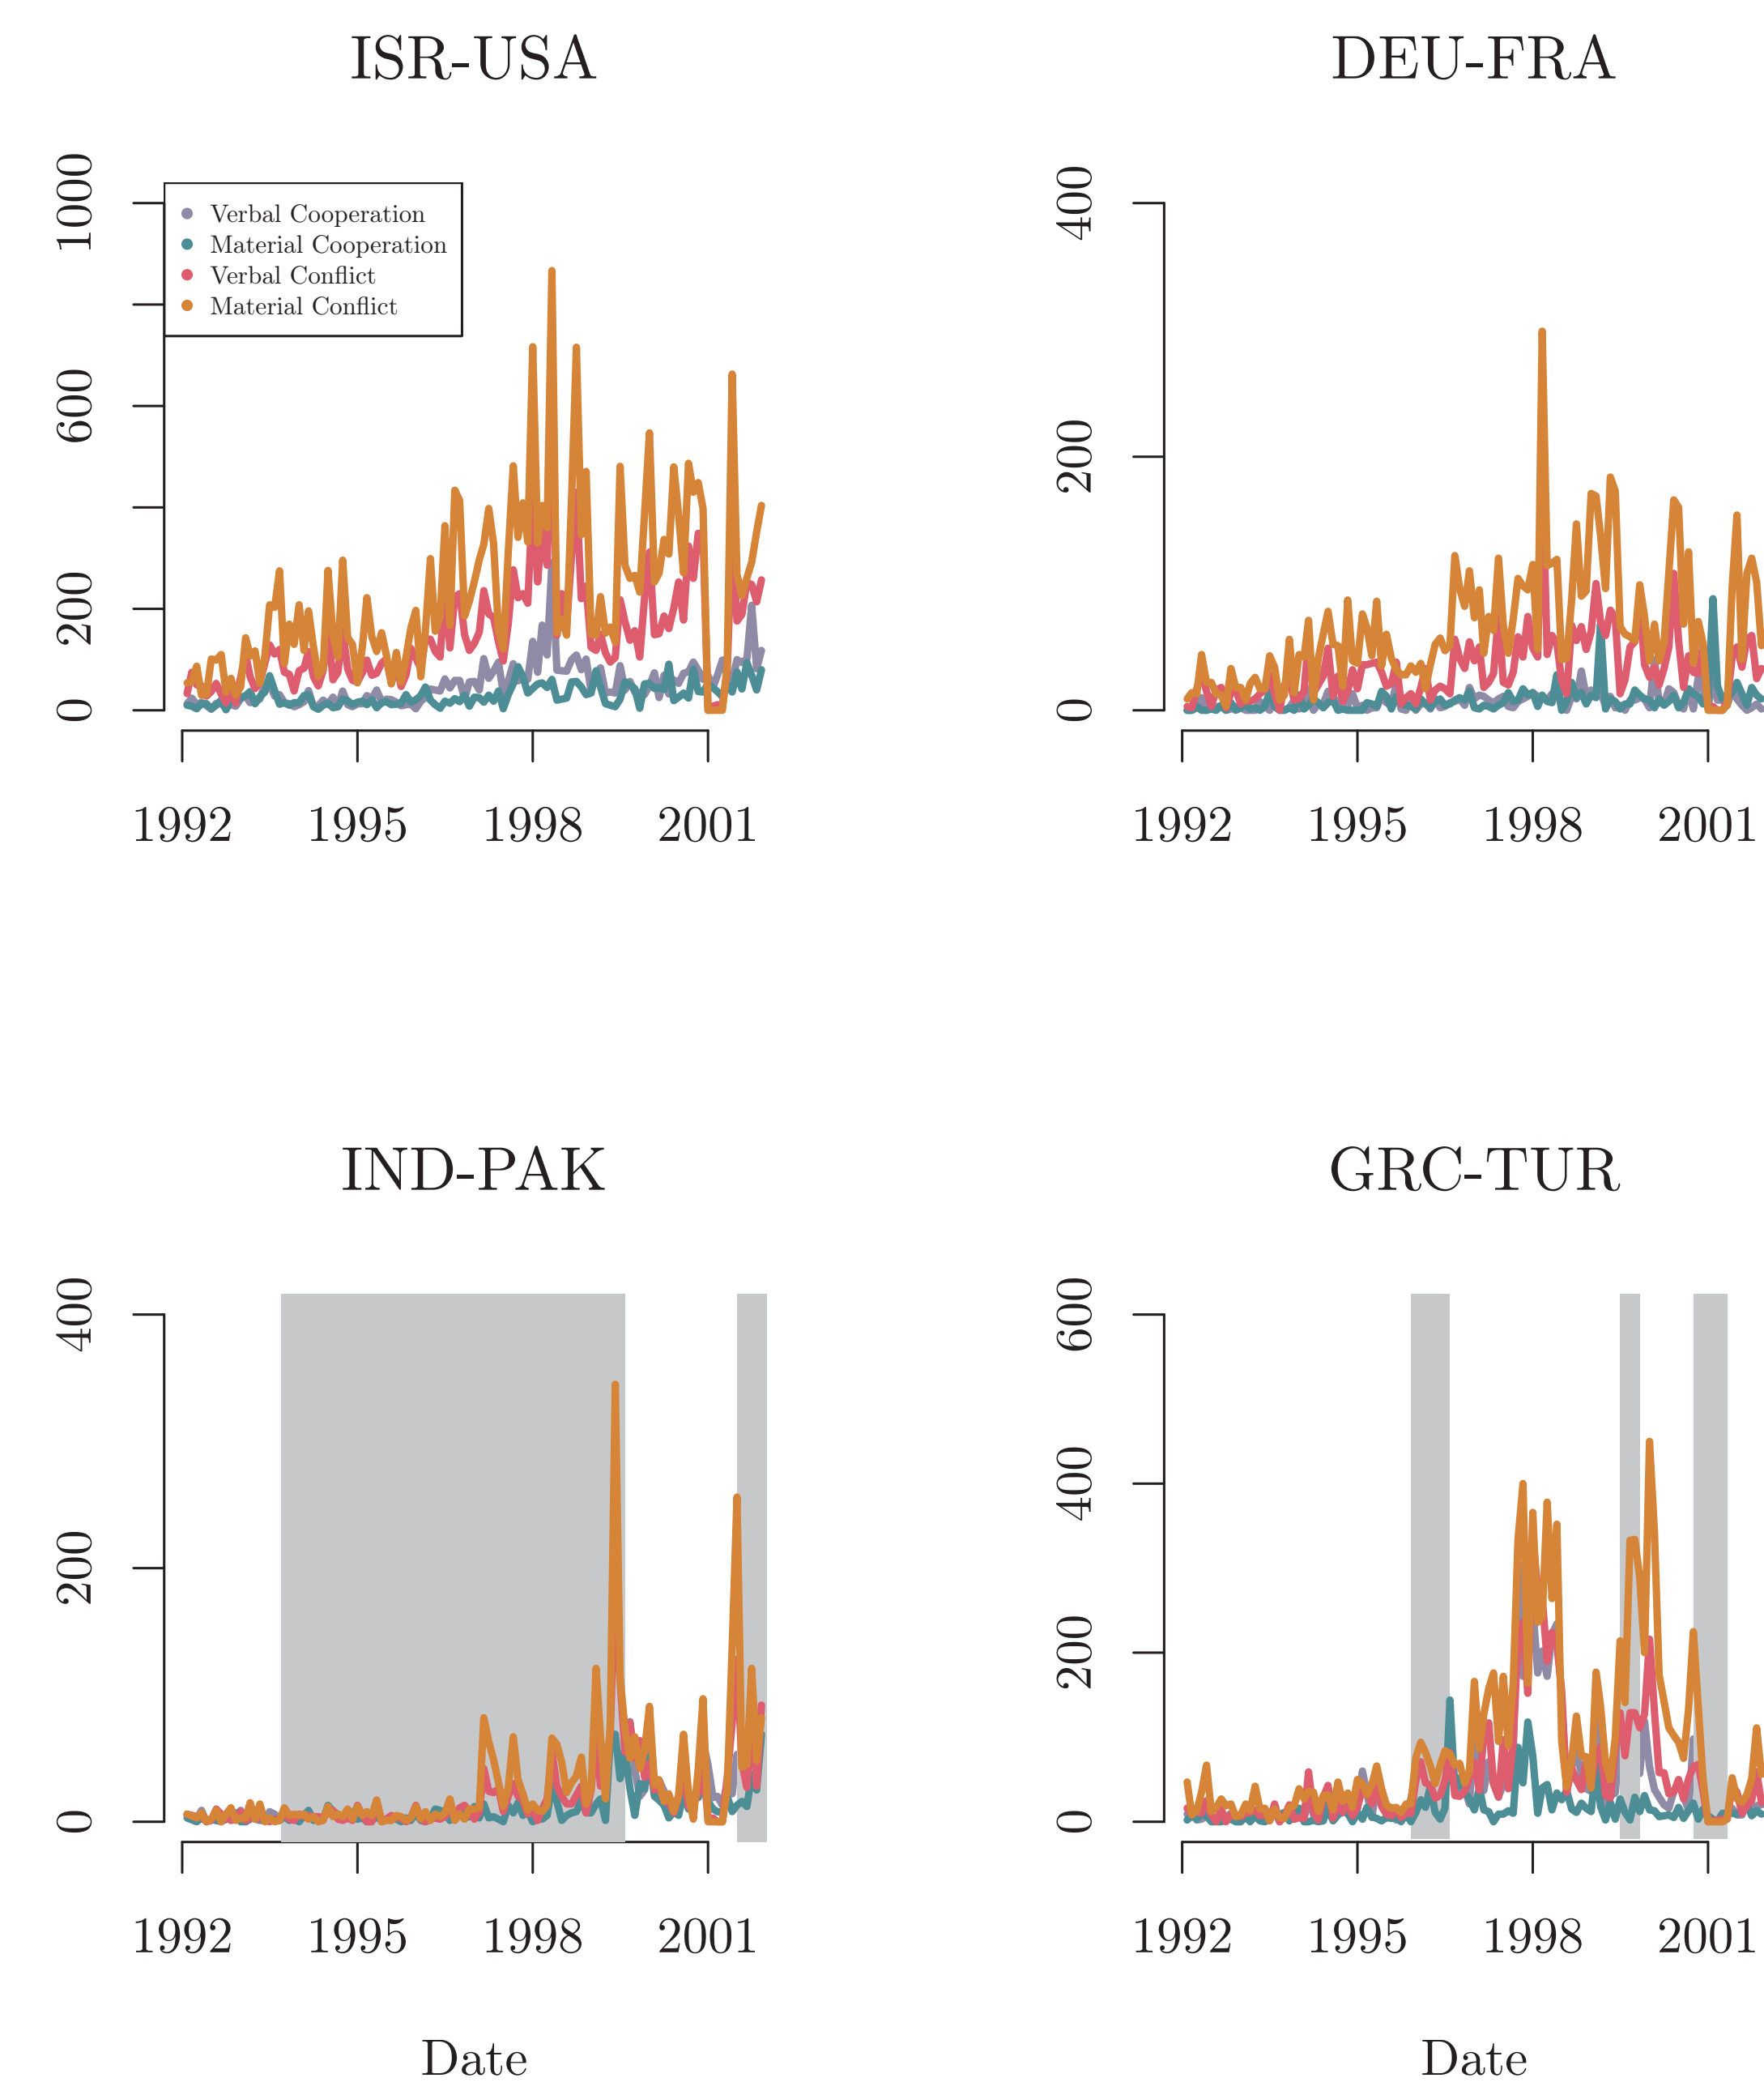 ISR-USA
1000
600
200
0
Verbal Cooperation
Material Cooperation
Verbal Conflict
Material Conflict
1992 1995 1998 2001
DEU-FRA
400
200
0
1992 1995 1998 2001
IND-PAK
400
200
0
1992 1995 1998 2001
Date
GRC-TUR
600
400
200
0
1992 1995 1998 2001
Date